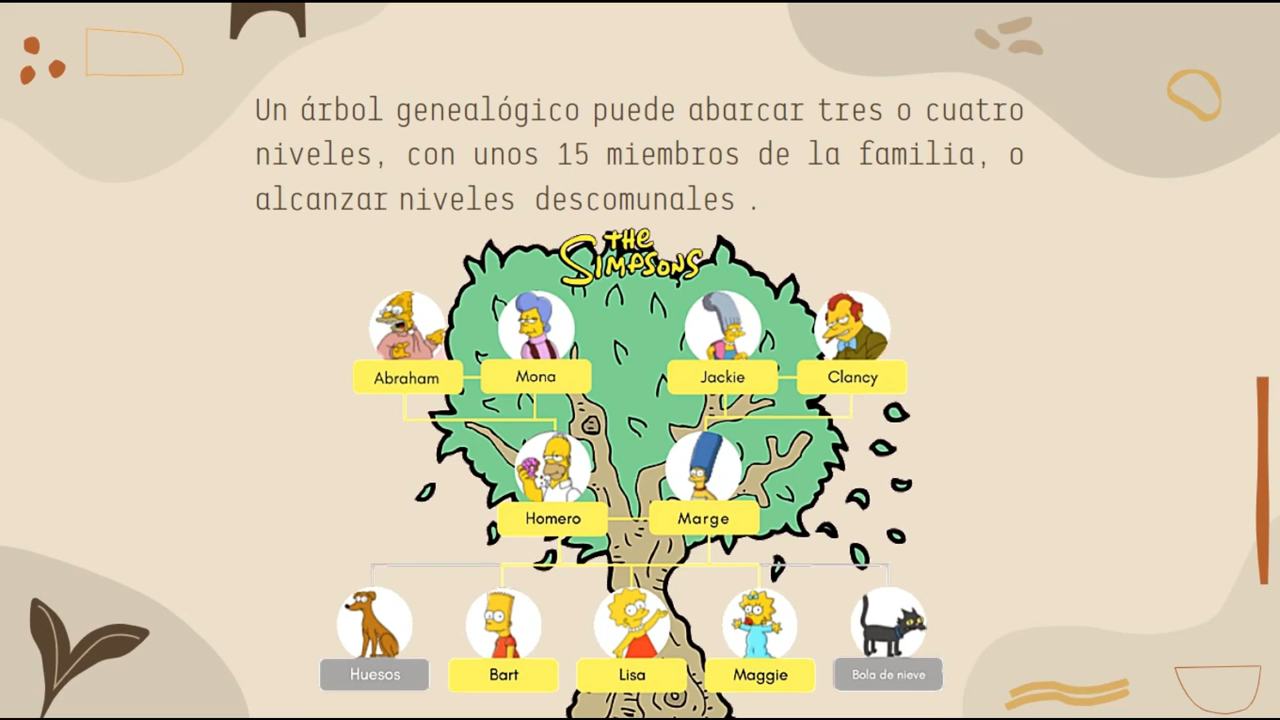 Un árbol genealógico puede abarcar tres o cuatro
niveles, con unos 15 miembros de la familia, o
alcanzar niveles descomunales .
THE
SIMPSONS
Abraham
Mona
Jackie
Clancy
Homero
Marge
Huesos
Bart
Lisa
Maggie
Bola de nieve